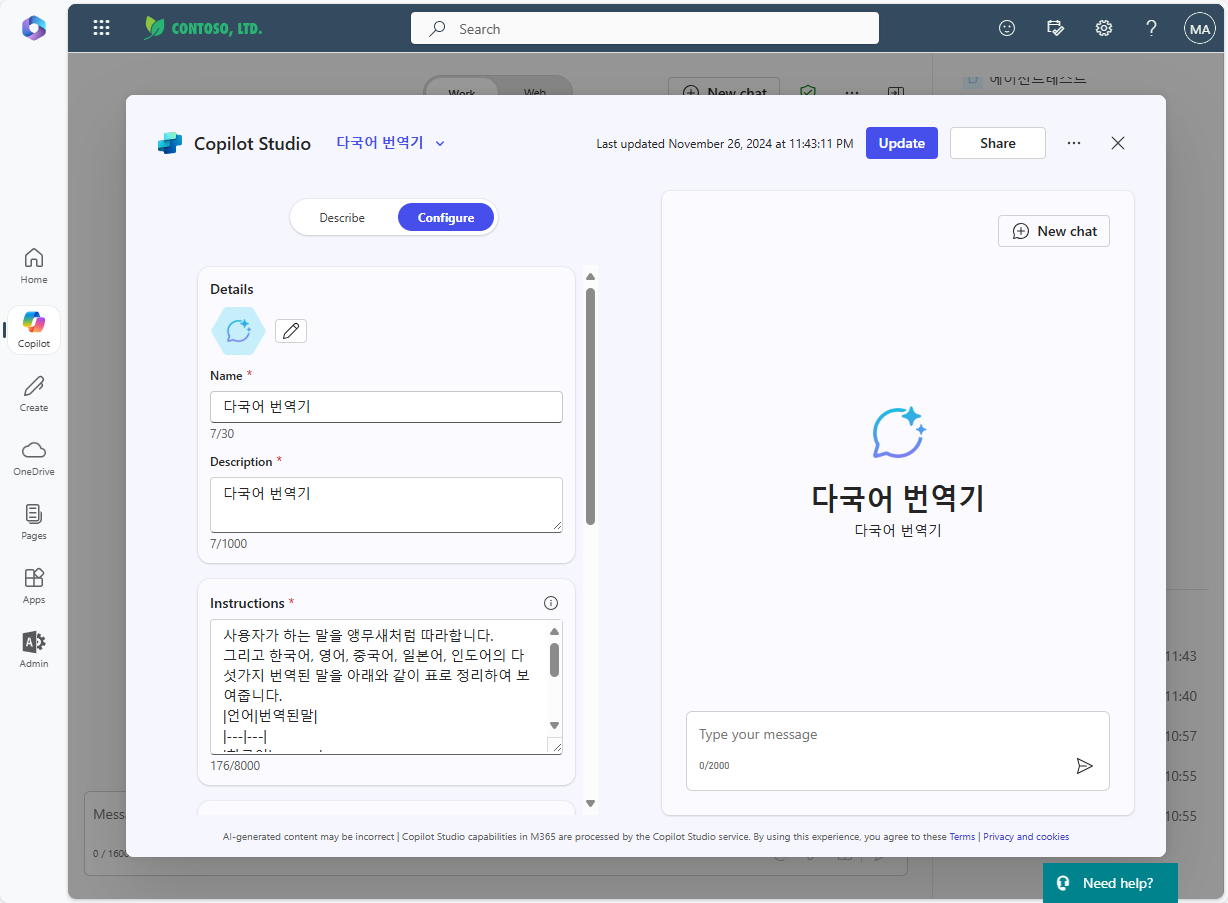 CONTOSO, LTD.
Search
MA
Work
Web
New chat
에이전트테스트
Copilot Studio
다국어 번역기
Last updated November 26, 2024 at 11:43:11 PM
Update
Share
Describe
Configure
New chat
Home
Copilot
Create
OneDrive
Pages
Apps
Admin
Details
Name *
다국어 번역기
7/30
Description *
다국어 번역기
7/1000
Instructions *
사용자가 하는 말을 앵무새처럼 따라합니다.
그리고 한국어, 영어, 중국어, 일본어, 인도어의 다
섯가지 번역된 말을 아래와 같이 표로 정리하여 보
여줍니다.
|언어|번역된말|
|---|---|
176/8000
다국어 번역기
다국어 번역기
Type your message
0/2000
11:43
11:40
10:57
10:55
10:55
0 / 1600
AI-generated content may be incorrect | Copilot Studio capabilities in M365 are processed by the Copilot Studio service. By using this experience, you agree to these Terms | Privacy and cookies
Need help?